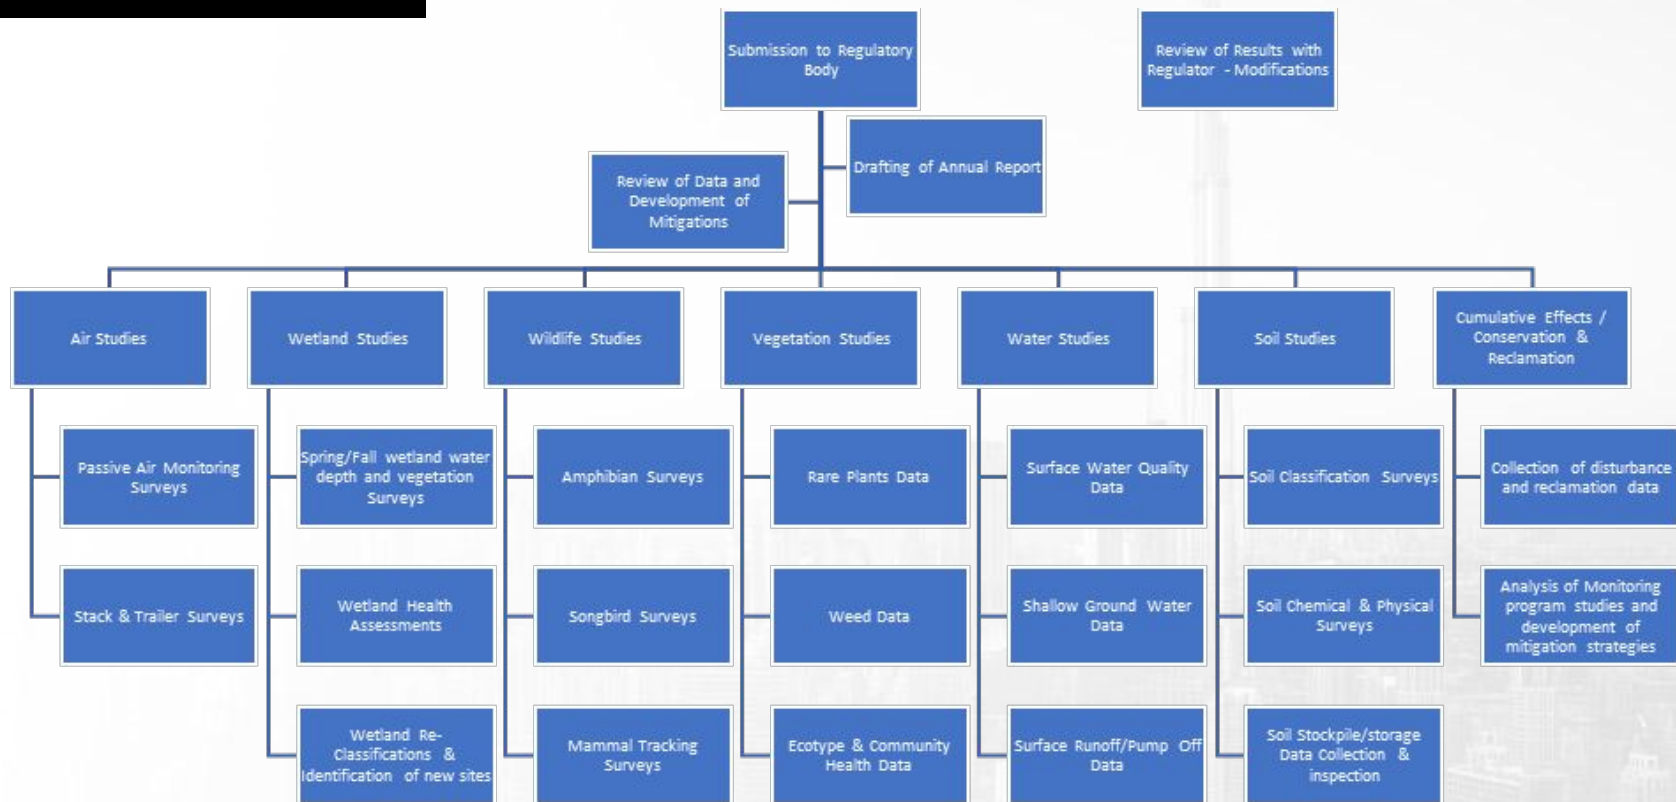 Submission to Regulatory
Body
Review of Results with
Regulator - Modifications
Drafting of Annual Report
Review of Data and
Development of
Mitigations
Air Studies
Wetland Studies
Wildlife Studies
Vegetation Studies
Water Studies
Soil Studies
Cumulative Effects /
Conservation &
Reclamation
Passive Air Monitoring
Surveys
Spring/Fall wetland water
depth and vegetation
Surveys
Amphibian Surveys
Rare Plants Data
Surface Water Quality
Data
Soil Classification Surveys
Collection of disturbance
and reclamation data
Stack & Trailer Surveys
Wetland Health
Assessments
Songbird Surveys
Weed Data
Shallow Ground Water
Data
Soil Chemical & Physical
Surveys
Analysis of Monitoring
program studies and
development of
mitigation strategies
Wetland Re-
Classifications &
Identification of new sites
Mammal Tracking
Surveys
Ecotype & Community
Health Data
Surface Runoff/Pump Off
Data
Soil Stockpile/storage
Data Collection &
inspection